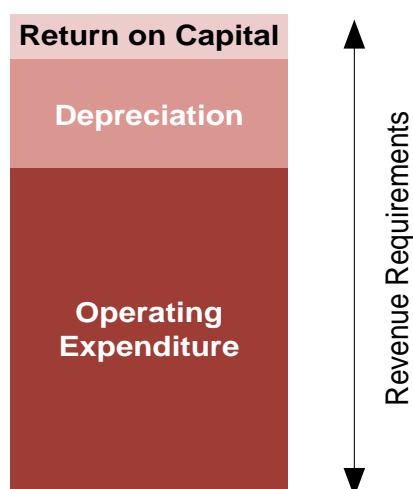 Return on Capital
Depreciation
Operating
Expenditure
Revenue Requirements